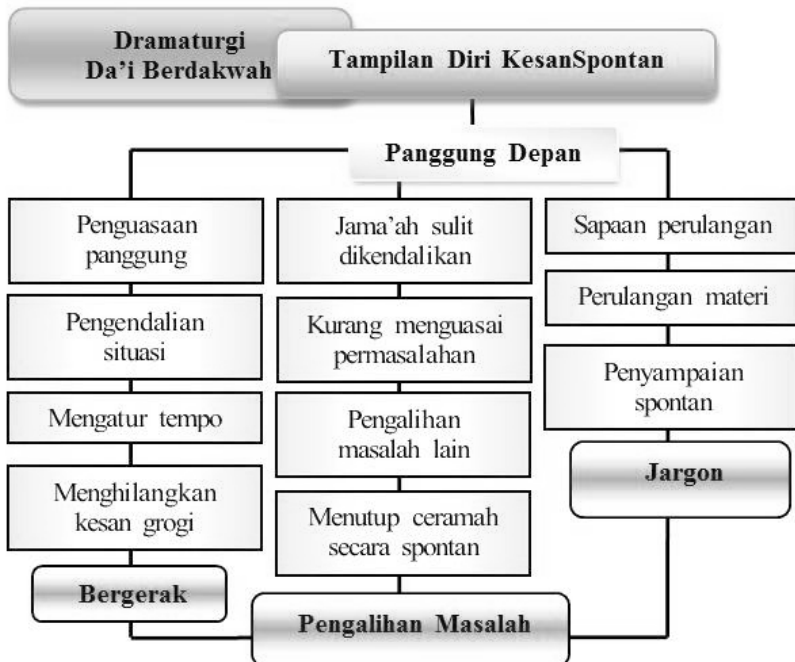 Dramaturgi
Da'i Berdakwah
Tampilan Diri KesanSpontan
Panggung Depan
Penguasaan
panggung
Pengendalian
situasi
Mengatur tempo
Menghilangkan
kesan grogi
Bergerak
Jama'ah sulit
dikendalikan
Kurang menguasai
permasalahan
Pengalihan
masalah lain
Menutup ceramah
secara spontan
Pengalihan Masalah
Sapaan perulangan
Perulangan materi
Penyampaian
spontan
Jargon